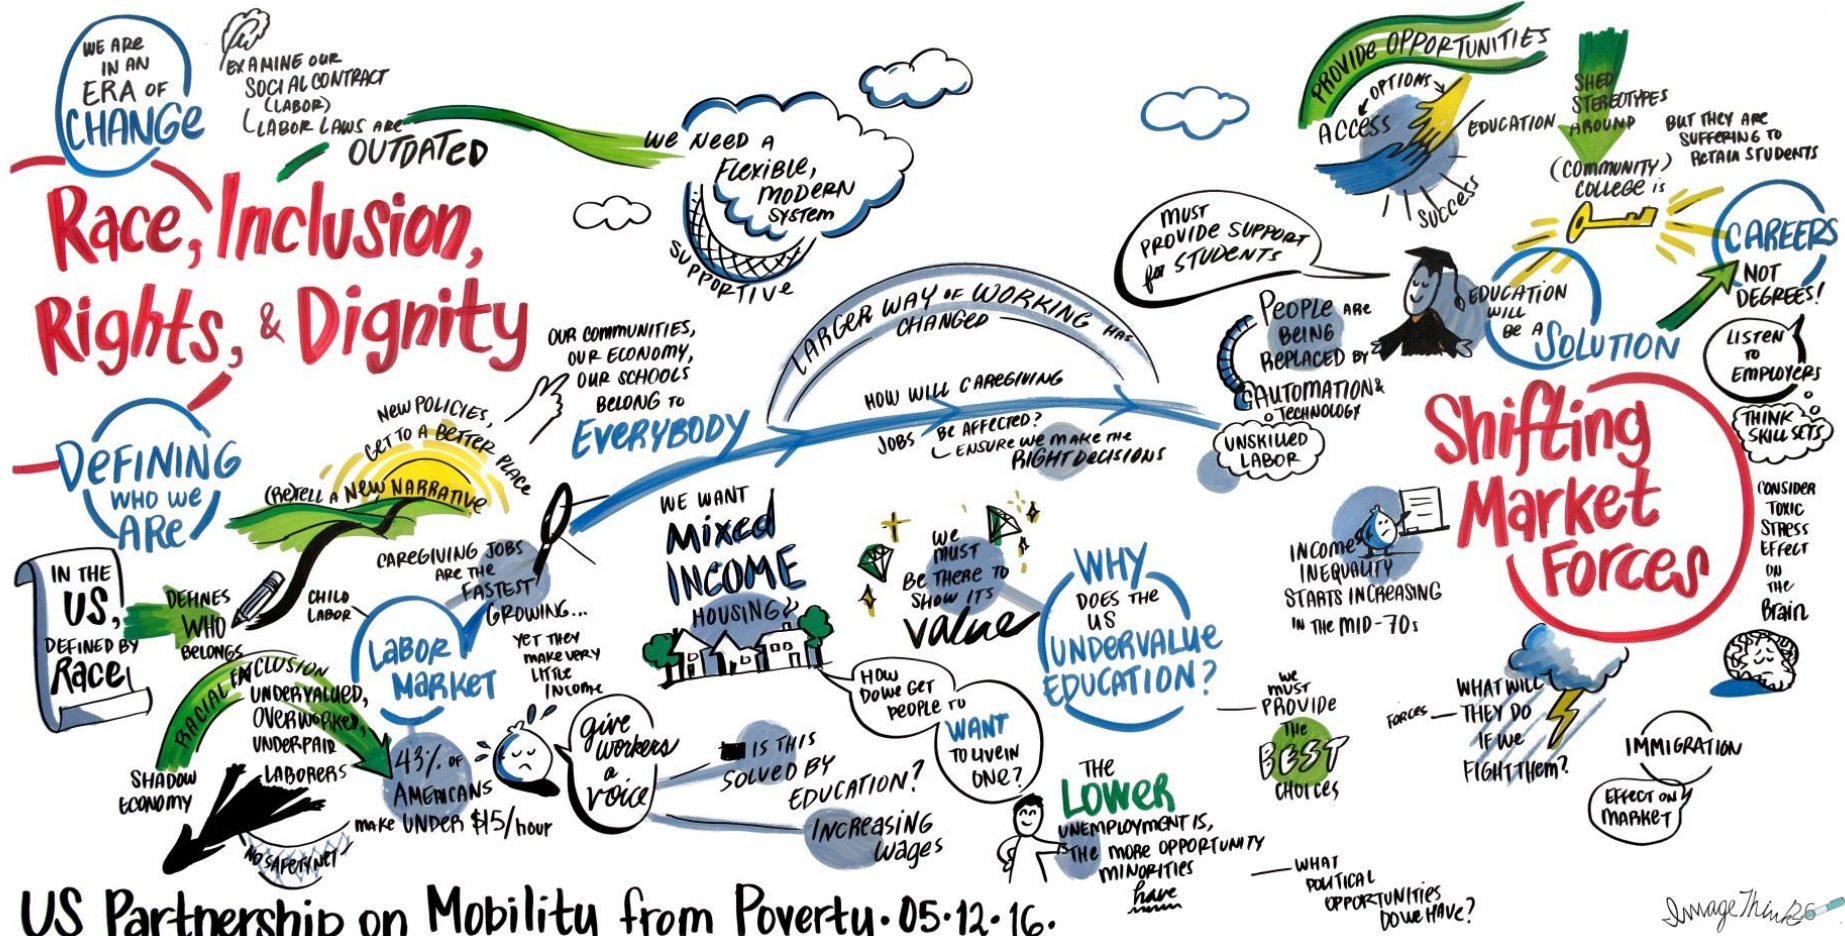 WE ARE
IN AN
ERA OF
CHANGE
EXAMINE OUR
SOCIAL CONTRACT
(LABOR)
LABOR LAWS ARE
OUTDATED
WE NEED A
FLEXIBLE,
MODERN
SYSTEM
SUPPORTIVE
Race, Inclusion,
Rights, & Dignity
DEFINING
WHO WE
ARE
NEW POLICIES,
GET TO A BETTER PLACE
(RE)TELL A NEW NARRATIVE
OUR COMMUNITIES,
OUR ECONOMY,
OUR SCHOOLS
BELONG TO
EVERYBODY
IN THE
US,
DEFINED BY
RACE
DEFINES
WHO
BELONGS
RACIAL EXCLUSION
UNDERVALUED,
OVERWORKED,
UNDERPAID
LABORERS
SHADOW
ECONOMY
NO SAFETY NET
CHILD
LABOR
LABOR
MARKET
CAREGIVING JOBS
ARE THE
FASTEST
GROWING...
YET THEY
MAKE VERY
LITTLE
INCOME
43% OF
AMERICANS
MAKE UNDER $15/hour
give
workers
a
voice
IS THIS
SOLVED BY
EDUCATION?
INCREASING
WAGES
LARGER WAY OF WORKING HAS
CHANGED
HOW WILL CAREGIVING
JOBS BE AFFECTED?
ENSURE WE MAKE THE
RIGHT DECISIONS
WE WANT
MIXED
INCOME
HOUSING
HOW
DO WE GET
PEOPLE TO
WANT
TO LIVE IN
ONE?
WE
MUST
BE THERE TO
SHOW ITS
value
WHY
DOES THE
US
UNDERVALUE
EDUCATION?
WE
MUST
PROVIDE
THE
BEST
CHOICES
THE
LOWER
UNEMPLOYMENT IS,
THE MORE OPPORTUNITY
MINORITIES
have
WHAT
POLITICAL
OPPORTUNITIES
DO WE HAVE?
PROVIDE OPPORTUNITIES
OPTIONS
ACCESS
EDUCATION
SUCCESS
SHED
STEREOTYPES
AROUND
(COMMUNITY)
COLLEGE IS
BUT THEY ARE
SUFFERING TO
RETAIN STUDENTS
MUST
PROVIDE SUPPORT
for STUDENTS
EDUCATION
WILL
BE A
SOLUTION
CAREERS
NOT
DEGREES!
LISTEN
TO
EMPLOYERS
THINK
SKILL SETS
PEOPLE ARE
BEING
REPLACED BY
AUTOMATION &
TECHNOLOGY
UNSKILLED
LABOR
Shifting
Market
Forces
INCOME
INEQUALITY
STARTS INCREASING
IN THE MID-70s
CONSIDER
TOXIC
STRESS
EFFECT
ON
THE
Brain
FORCES
WHAT WILL
THEY DO
IF WE
FIGHT THEM?
IMMIGRATION
EFFECT ON
MARKET
US Partnership on Mobility from Poverty · 05·12·16.
ImageThink